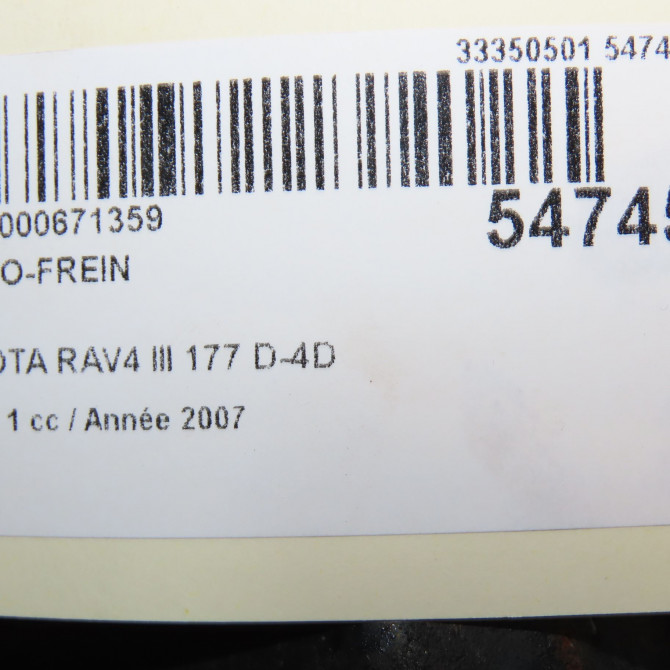 33350501 5474
000671359
54745
O-FREIN
OTA RAV4 III 177 D-4D
1 cc / Année 2007